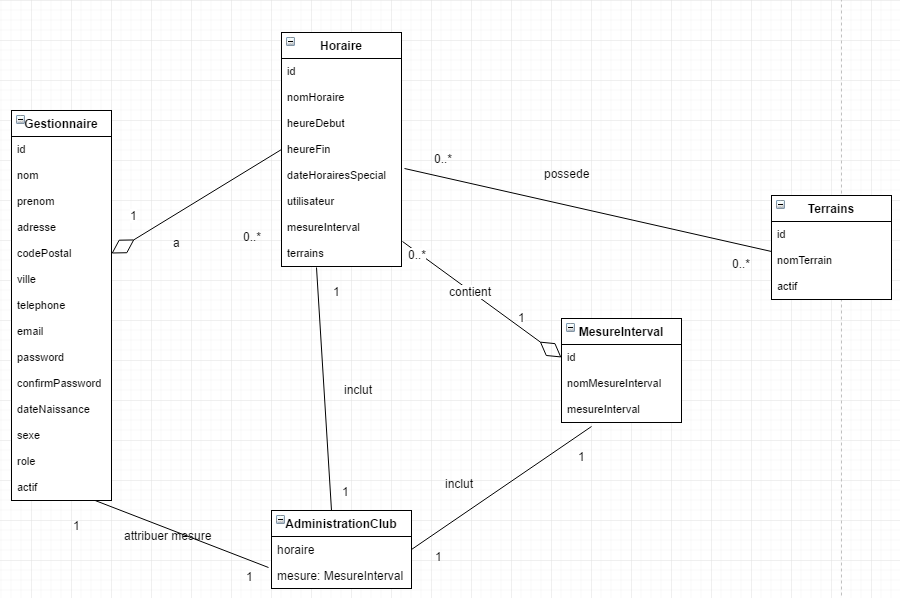 Horaire
id
nomHoraire
heureDebut
heureFin
dateHorairesSpecial
utilisateur
mesureInterval
terrains
Gestionnaire
id
nom
prenom
adresse
codePostal
ville
telephone
email
password
confirmPassword
dateNaissance
sexe
role
actif
1
a
0..*
0..*
possede
0..*
Terrains
id
nomTerrain
actif
0..*
contient
1
MesureInterval
id
nomMesureInterval
mesureInterval
1
inclut
1
1
inclut
1
1
attribuer mesure
1
AdministrationClub
horaire
mesure: MesureInterval